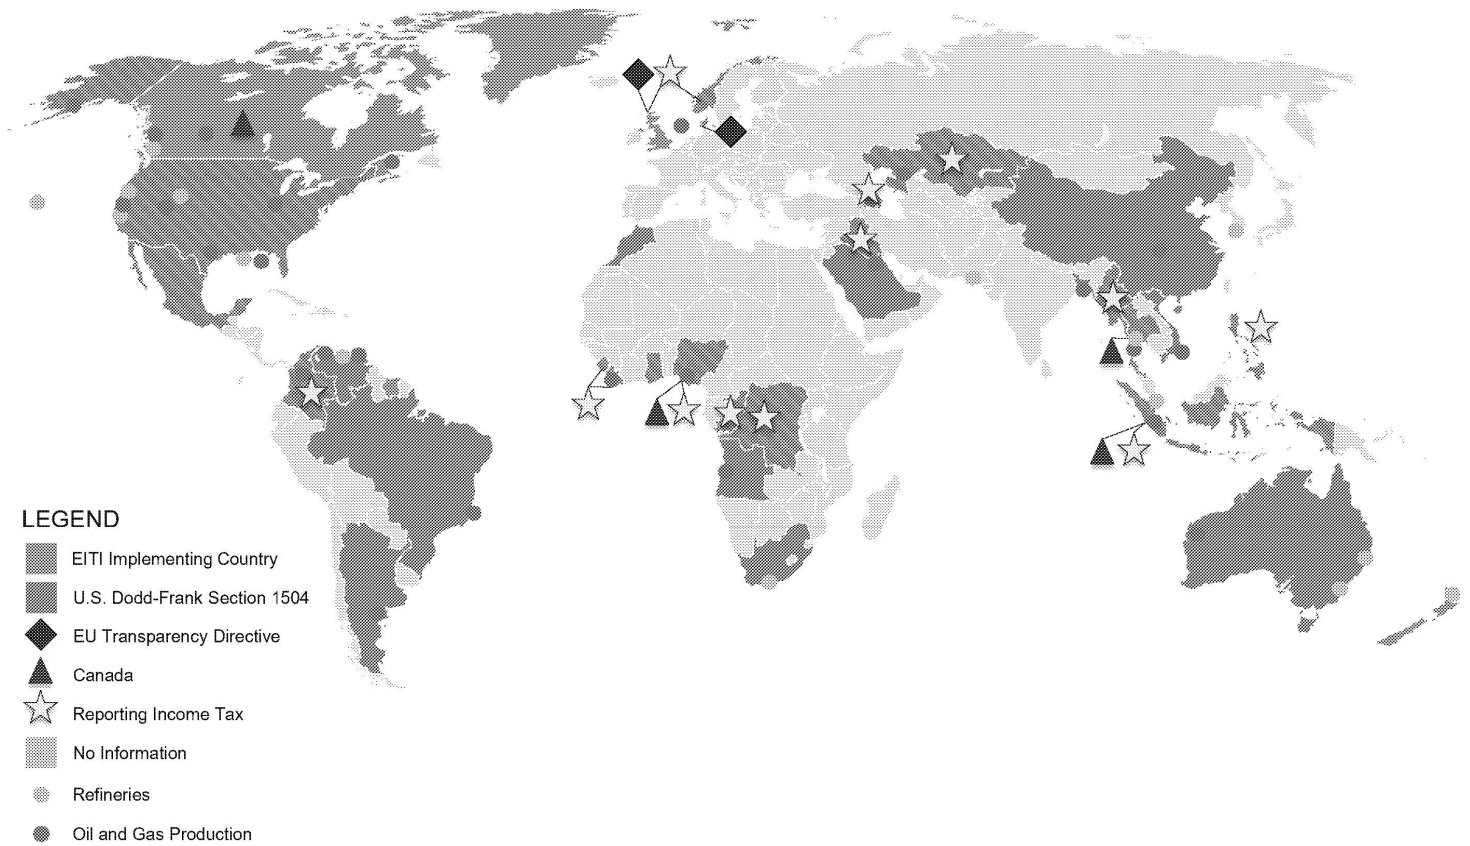 LEGEND
EITI Implementing Country
U.S. Dodd-Frank Section 1504
EU Transparency Directive
Canada
Reporting Income Tax
No Information
Refineries
Oil and Gas Production